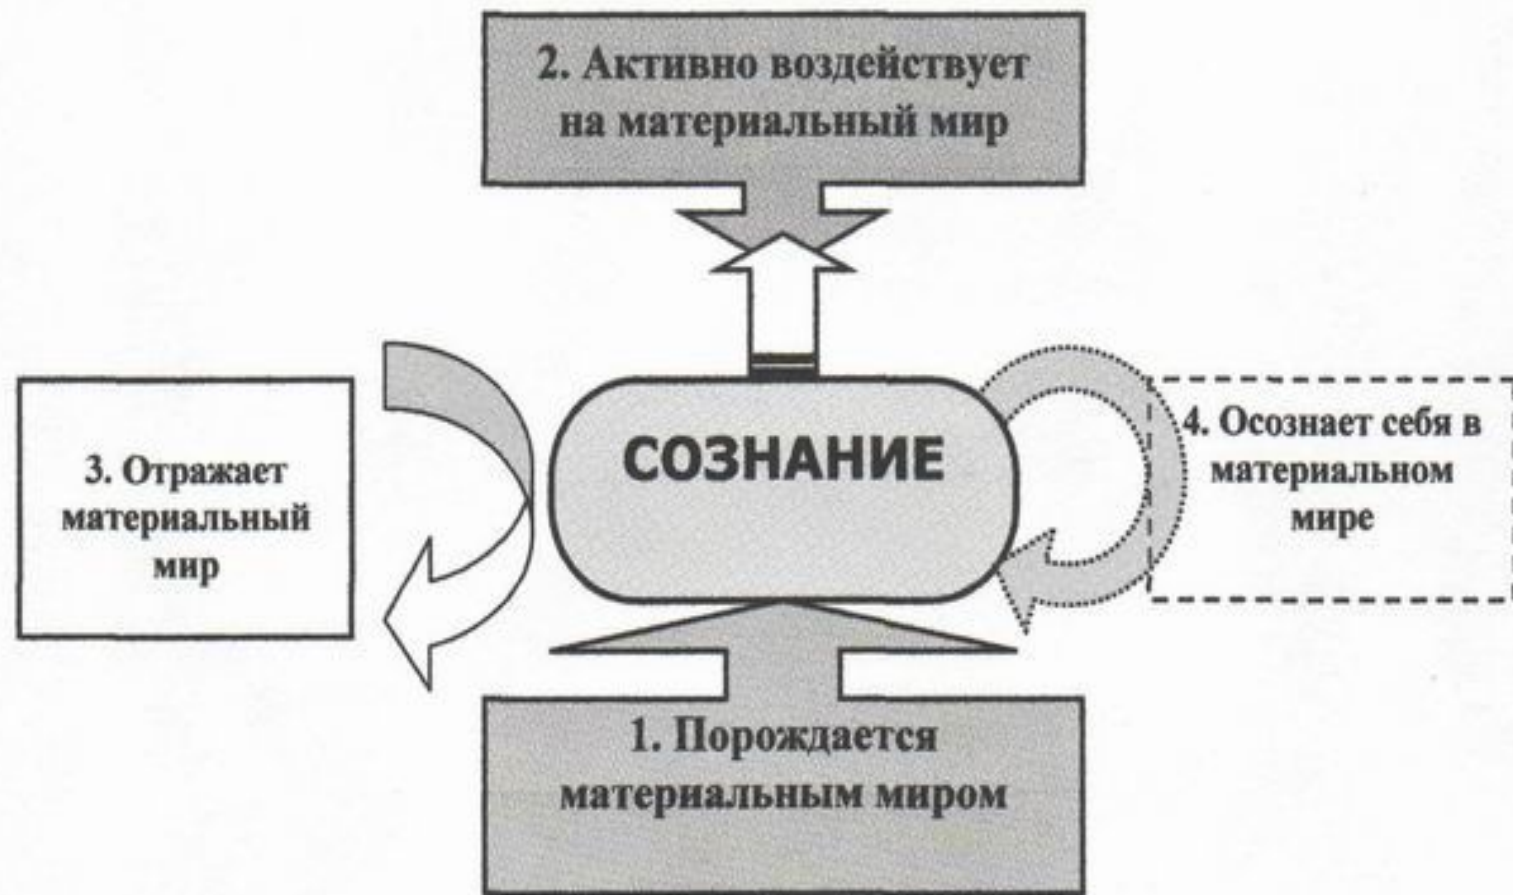 2. Активно воздействует
на материальный мир
3. Отражает
материальный
мир
СОЗНАНИЕ
4. Осознает себя в
материальном
мире
1. Порождается
материальным миром